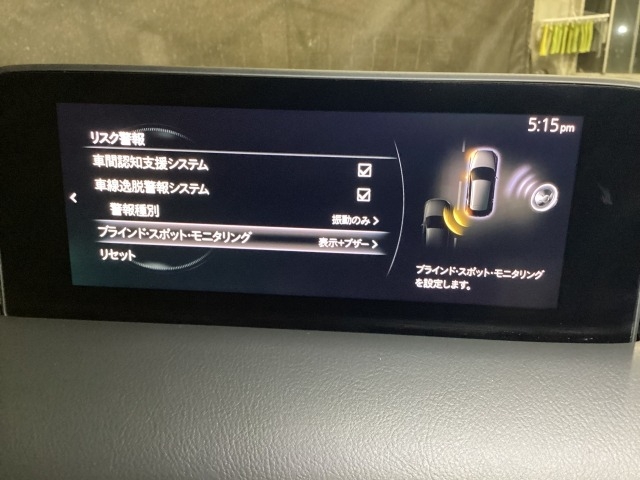 5:15pm
リスク警報
車間認知支援システム
車線逸脱警報システム
警報種別 振動のみ
ブラインド・スポット・モニタリング 表示+ブザー
リセット
ブラインド・スポット・モニタリング
を設定します。